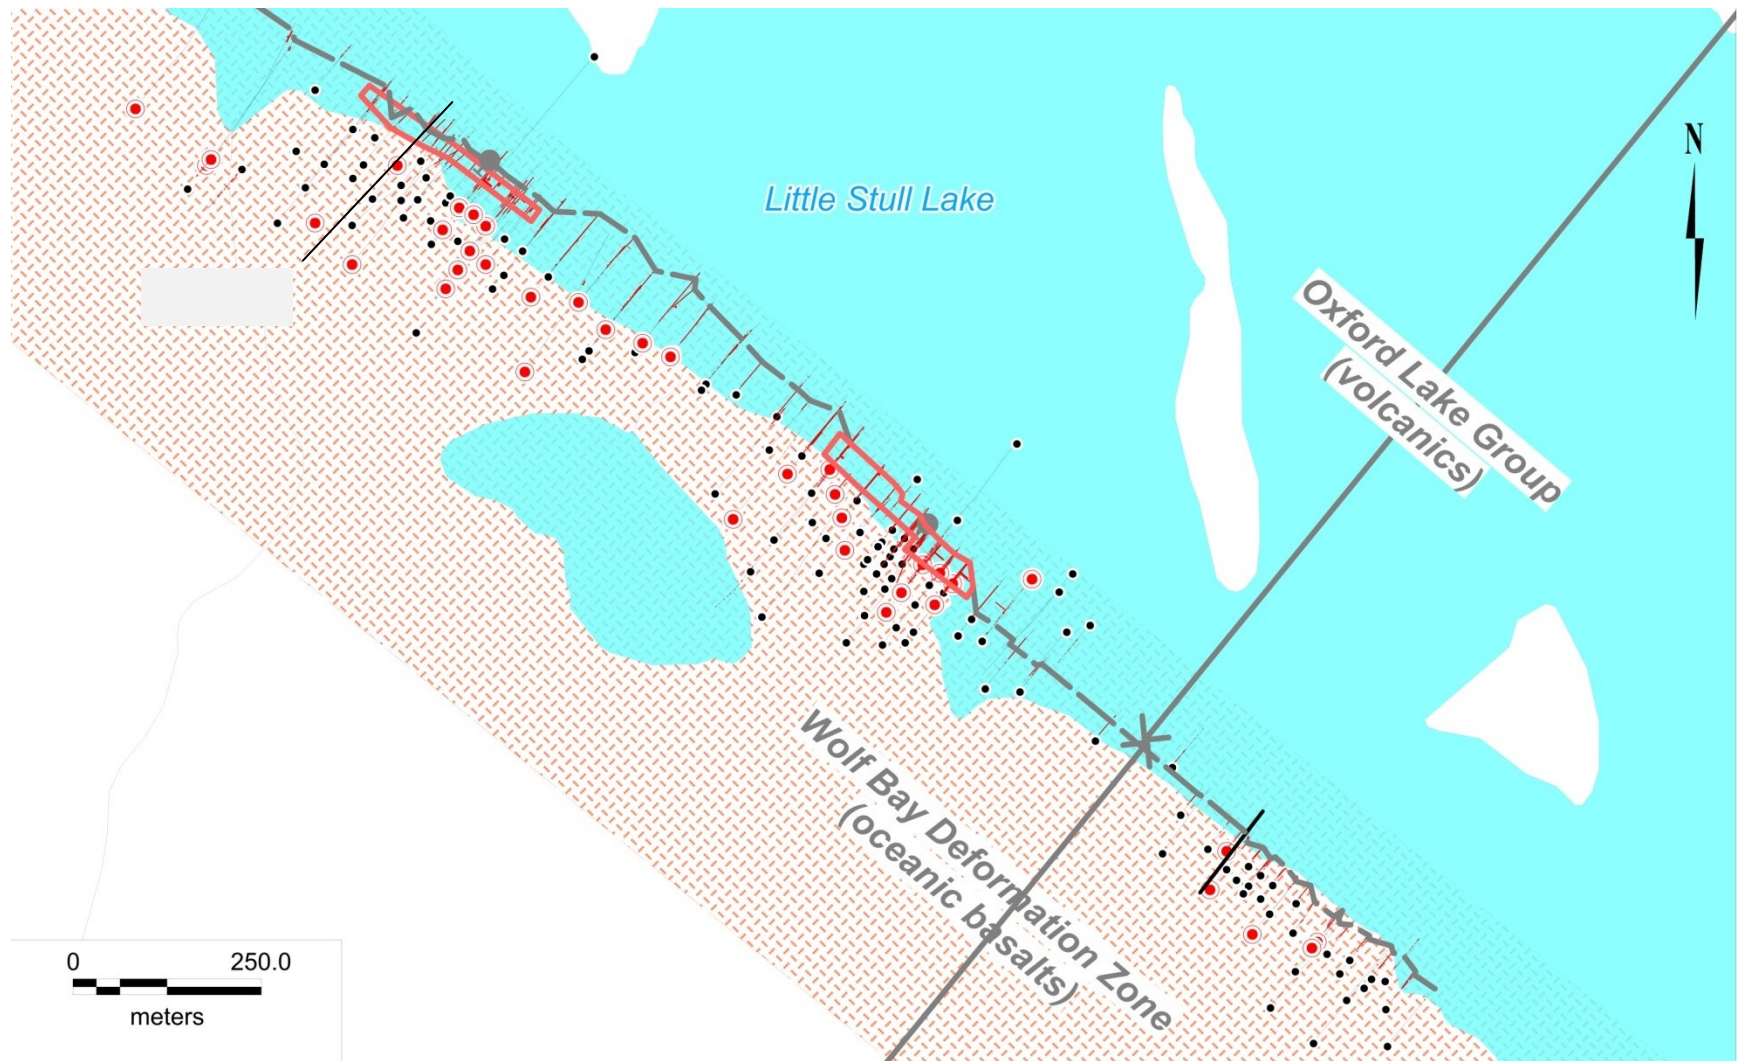 Little Stull Lake
N
Oxford Lake Group
(volcanics)
Wolf Bay Deformation Zone
(oceanic basalts)
0 250.0
meters